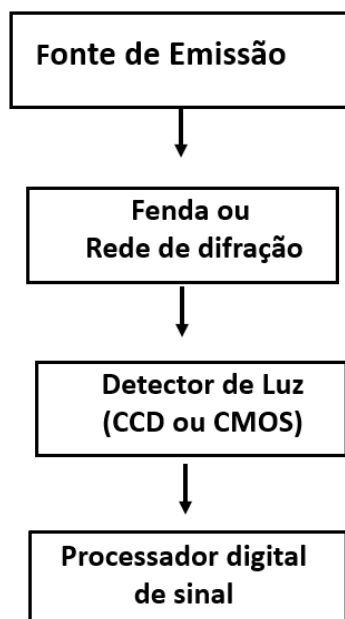 Fonte de Emissão
Fenda ou
Rede de difração
Detector de Luz
(CCD ou CMOS)
Processador digital
de sinal